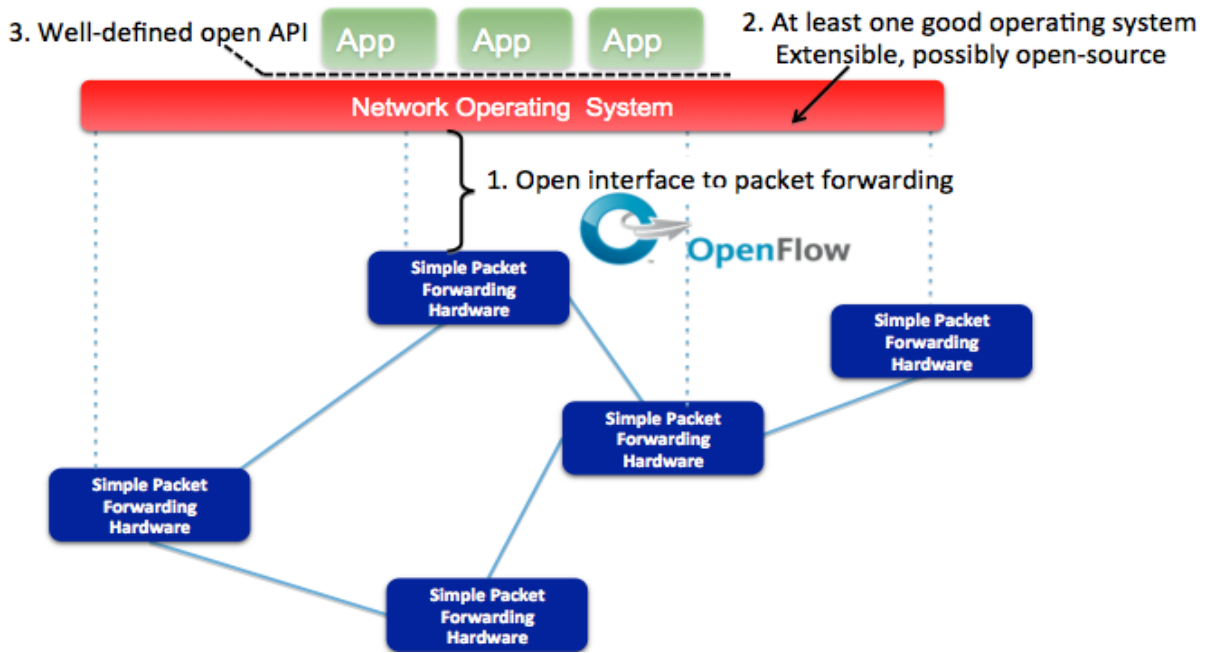 3. Well-defined open API
App
App
App
2. At least one good operating system
Extensible, possibly open-source
Network Operating System
1. Open interface to packet forwarding
OpenFlow
™
Simple Packet
Forwarding
Hardware
Simple Packet
Forwarding
Hardware
Simple Packet
Forwarding
Hardware
Simple Packet
Forwarding
Hardware
Simple Packet
Forwarding
Hardware